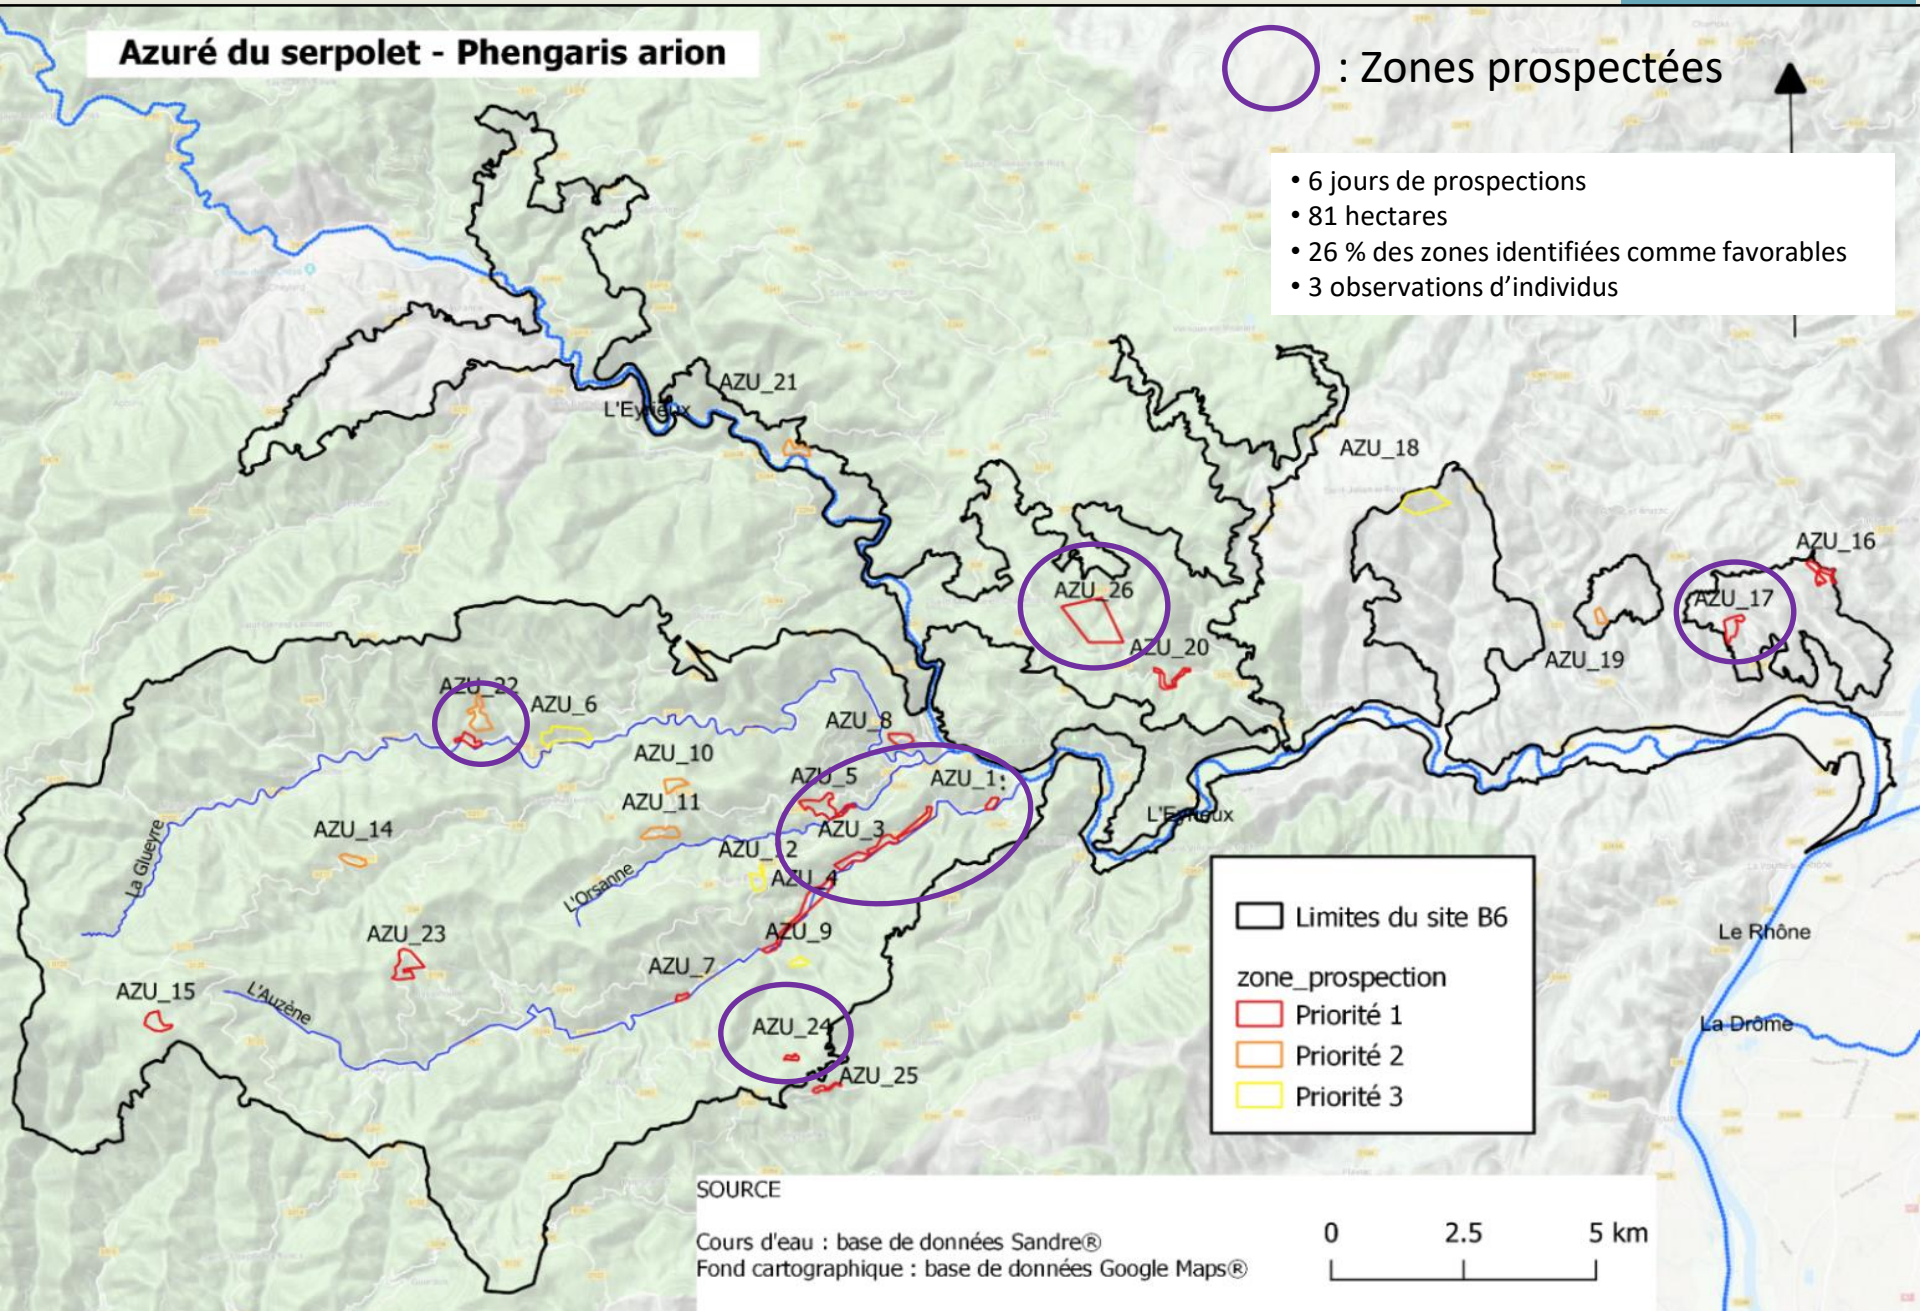 Azuré du serpolet - Phengaris arion
: Zones prospectées
• 6 jours de prospections
• 81 hectares
• 26 % des zones identifiées comme favorables
• 3 observations d'individus
AZU_21
L'Eyrieux
AZU_18
AZU_16
AZU_26
AZU_17
AZU_20
AZU_19
AZU_22
AZU_6
AZU_8
AZU_10
AZU_5
AZU_1
AZU_11
L'Eyrieux
AZU_14
AZU_3
La Glueyre
AZU_12
AZU_4
L'Orsanne
AZU_23
AZU_9
AZU_7
AZU_15
L'Auzène
AZU_24
AZU_25
Le Rhône
La Drôme
Limites du site B6
zone_prospection
Priorité 1
Priorité 2
Priorité 3
SOURCE
Cours d'eau : base de données Sandre®
Fond cartographique : base de données Google Maps®
0 2.5 5 km